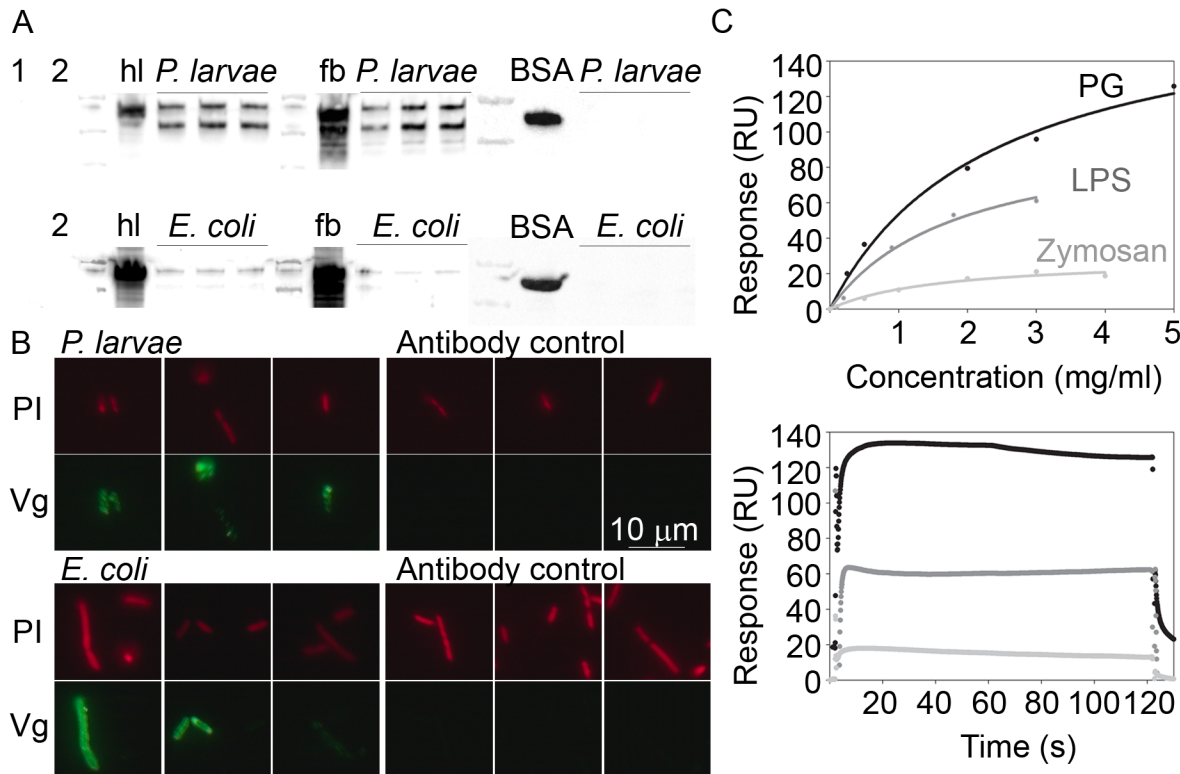 A
1 2 hl P. larvae fb P. larvae BSA P. larvae
2 hl E. coli fb E. coli BSA E. coli
B
P. larvae Antibody control
PI
Vg
10 μm
E. coli Antibody control
PI
Vg
C
140
120
100
80
60
40
20
0
Response (RU)
PG
LPS
Zymosan
1 2 3 4 5
Concentration (mg/ml)
140
120
100
80
60
40
20
0
Response (RU)
20 40 60 80 100 120
Time (s)